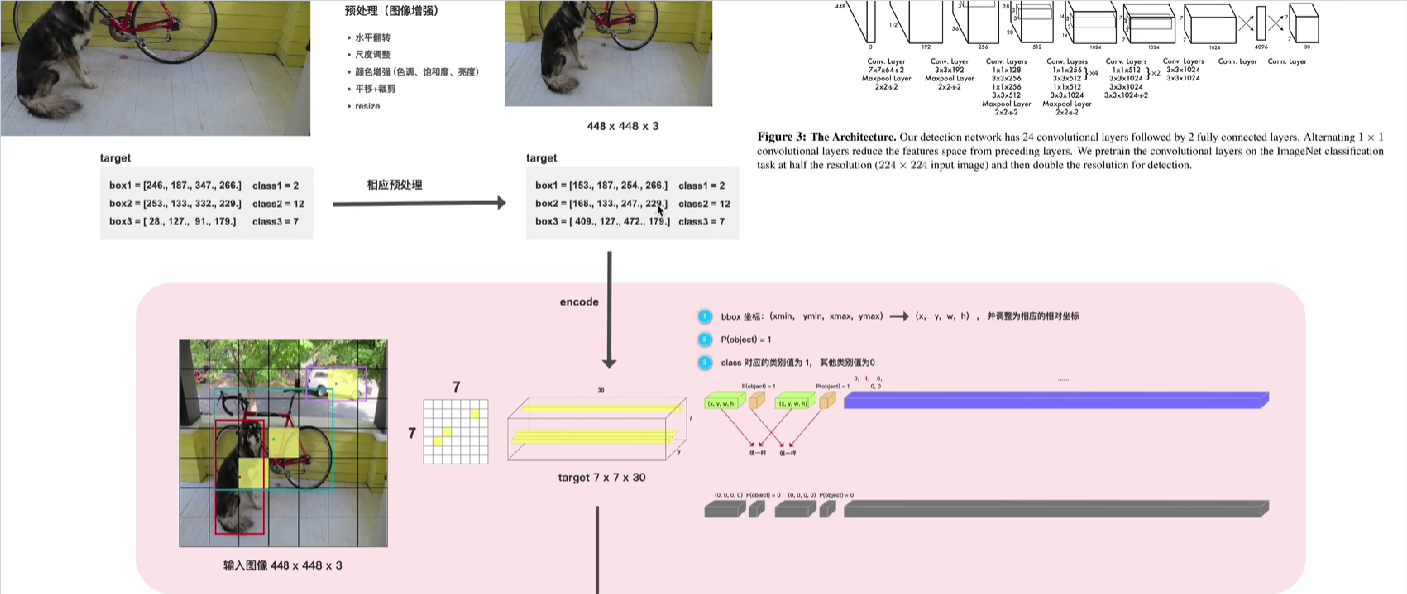 预处理（图像增强）
• 水平翻转
• 尺度调整
• 颜色增强 (色调、饱和度、亮度)
• 平移+裁剪
• resize
448 x 448 x 3
3
192
256
512
1024
1024
1024
4096
30
Conv. Layer
7x7x64-s-2
Maxpool Layer
2x2-s-2
Conv. Layer
3x3x192
Maxpool Layer
2x2-s-2
Conv. Layers
1x1x128
3x3x256
1x1x256
3x3x512
Maxpool Layer
2x2-s-2
Conv. Layers
1x1x256
3x3x512
}×4
1x1x512
3x3x1024
Maxpool Layer
2x2-s-2
Conv. Layers
1x1x512
3x3x1024
}×2
3x3x1024
3x3x1024-s-2
Conv. Layers
3x3x1024
3x3x1024
Conn. Layer
Conn. Layer
Figure 3: The Architecture. Our detection network has 24 convolutional layers followed by 2 fully connected layers. Alternating 1 × 1
convolutional layers reduce the features space from preceding layers. We pretrain the convolutional layers on the ImageNet classification
task at half the resolution (224 × 224 input image) and then double the resolution for detection.
target
box1 = [246., 187., 347., 266.] class1 = 2
box2 = [253., 133., 332., 229.] class2 = 12
box3 = [ 28., 127., 91., 179.] class3 = 7
相应预处理
target
box1 = [153., 187., 254., 266.] class1 = 2
box2 = [168., 133., 247., 229.] class2 = 12
box3 = [ 409., 127., 472., 179.] class3 = 7
encode
1 bbox 坐标：(xmin, ymin, xmax, ymax) → (x, y, w, h) ，并调整为相应的相对坐标
2 P(object) = 1
3 class 对应的类别值为 1， 其他类别值为0
7
7
30
7
7
target 7 x 7 x 30
P(object) = 1
P(object) = 1
0, 1, 0,
0, 0
......
(x, y, w, h)
(x, y, w, h)
值一样
值一样
(0, 0, 0, 0) P(object) = 0 (0, 0, 0, 0) P(object) = 0
输入图像 448 x 448 x 3